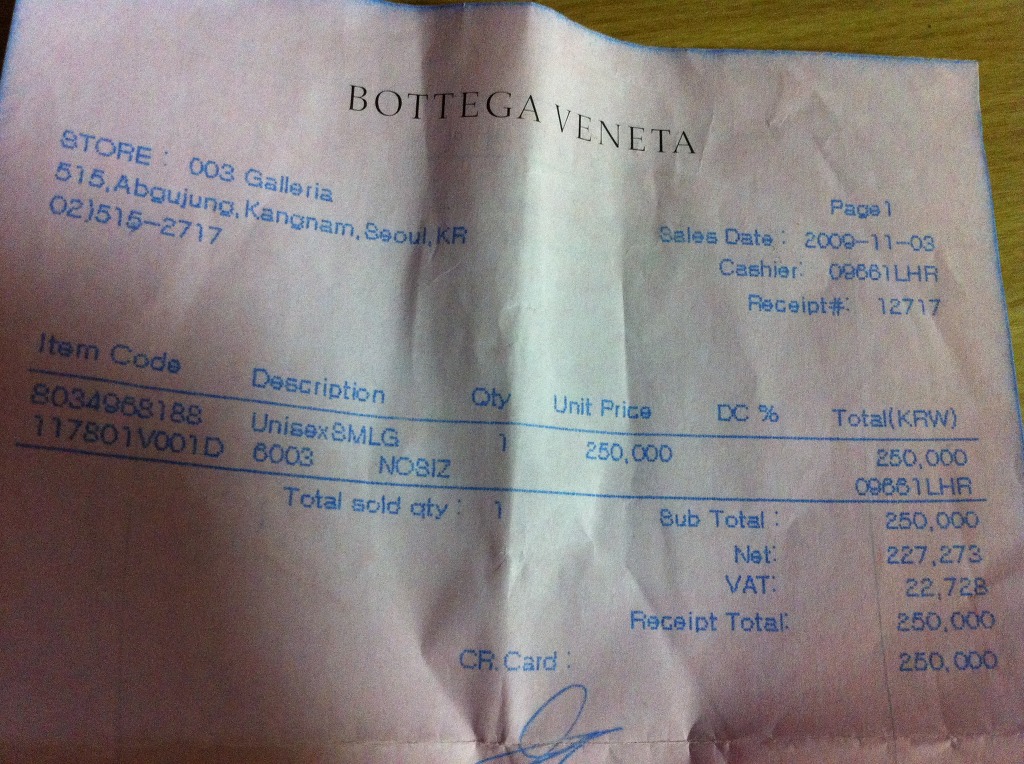 BOTTEGA VENETA
STORE : 003 Galleria
515,Abgujung,Kangnam,Seoul,KR
02)515-2717
Page1
Sales Date : 2009-11-03
Cashier: 09661LHR
Receipt#: 12717
Item Code Description Qty Unit Price DC % Total(KRW)
8034968188 UnisexSMLG 1 250,000 250,000
117801V001D 6003 NOSIZ 09661LHR
Total sold qty : 1 Sub Total : 250,000
Net: 227,273
VAT: 22,728
Receipt Total: 250,000
CR. Card : 250,000